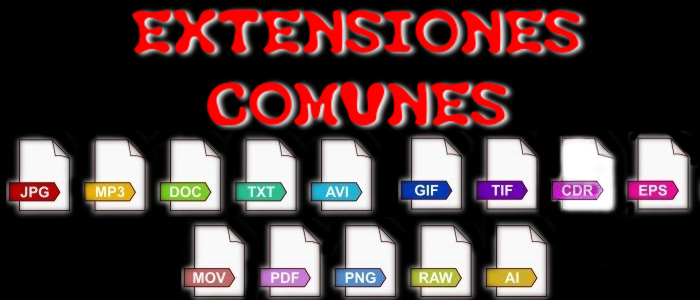 EXTENSIONES
COMUNES
JPG MP3 DOC TXT AVI GIF TIF CDR EPS
MOV PDF PNG RAW AI